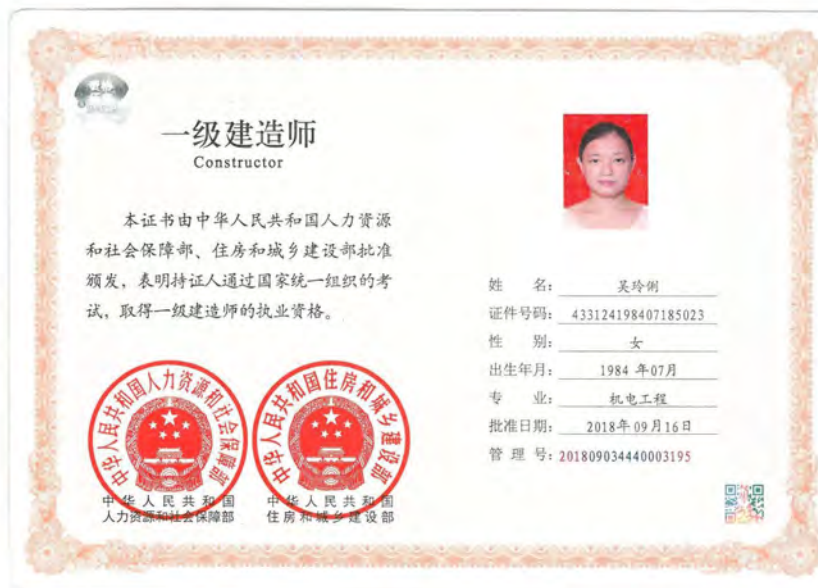 一级建造师
Constructor
本证书由中华人民共和国人力资源
和社会保障部、住房和城乡建设部批准
颁发，表明持证人通过国家统一组织的考
试，取得一级建造师的执业资格。
中华人民共和国人力资源和社会保障部
中华人民共和国住房和城乡建设部
中华人民共和国
人力资源和社会保障部
中华人民共和国
住房和城乡建设部
姓 名： 吴玲俐
证件号码： 433124198407185023
性 别： 女
出生年月： 1984 年07月
专 业： 机电工程
批准日期： 2018年09月16日
管 理 号：201809034440003195